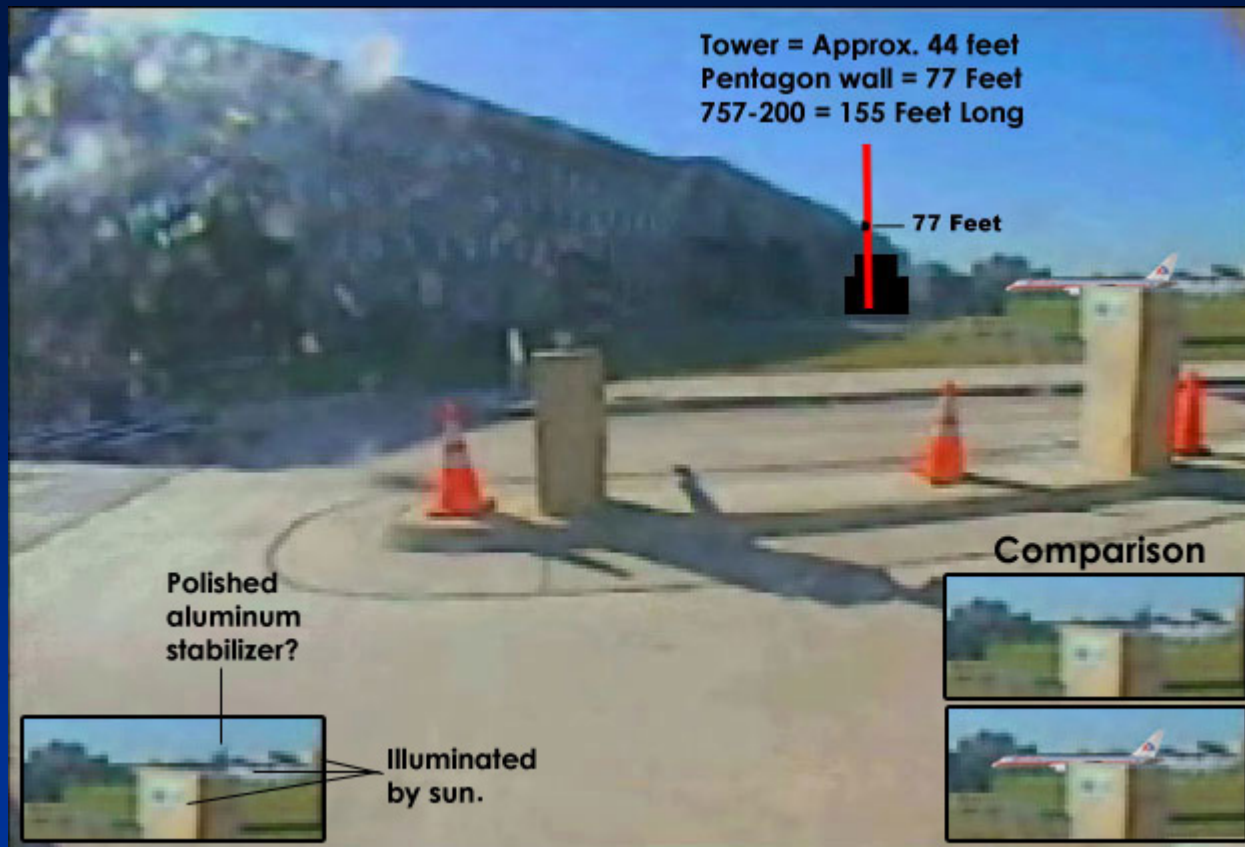 Tower = Approx. 44 feet
Pentagon wall = 77 Feet
757-200 = 155 Feet Long
77 Feet
Comparison
Polished
aluminum
stabilizer?
Illuminated
by sun.